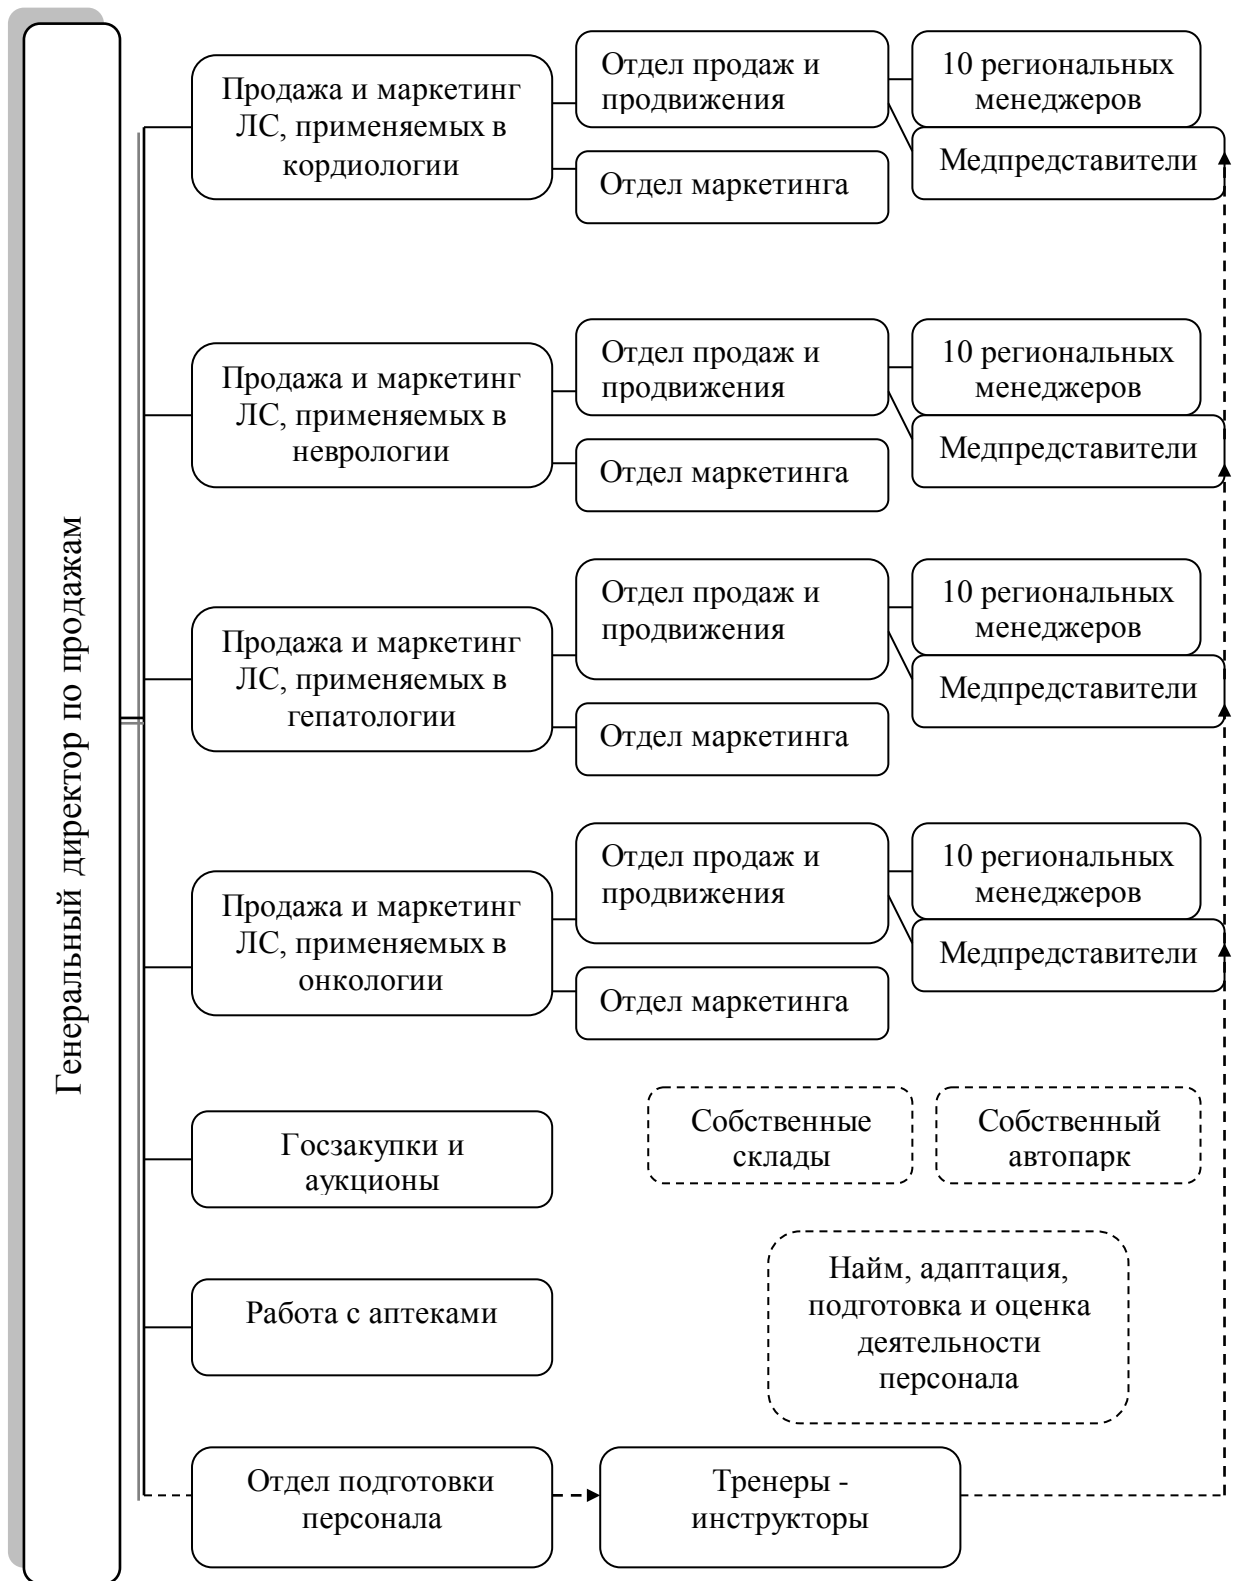 Генеральный директор по продажам
Продажа и маркетинг
ЛС, применяемых в
кордиологии
Отдел продаж и
продвижения
10 региональных
менеджеров
Медпредставители
Отдел маркетинга
Продажа и маркетинг
ЛС, применяемых в
неврологии
Отдел продаж и
продвижения
10 региональных
менеджеров
Медпредставители
Отдел маркетинга
Продажа и маркетинг
ЛС, применяемых в
гепатологии
Отдел продаж и
продвижения
10 региональных
менеджеров
Медпредставители
Отдел маркетинга
Продажа и маркетинг
ЛС, применяемых в
онкологии
Отдел продаж и
продвижения
10 региональных
менеджеров
Медпредставители
Отдел маркетинга
Госзакупки и
аукционы
Собственные
склады
Собственный
автопарк
Работа с аптеками
Найм, адаптация,
подготовка и оценка
деятельности
персонала
Отдел подготовки
персонала
Тренеры -
инструкторы